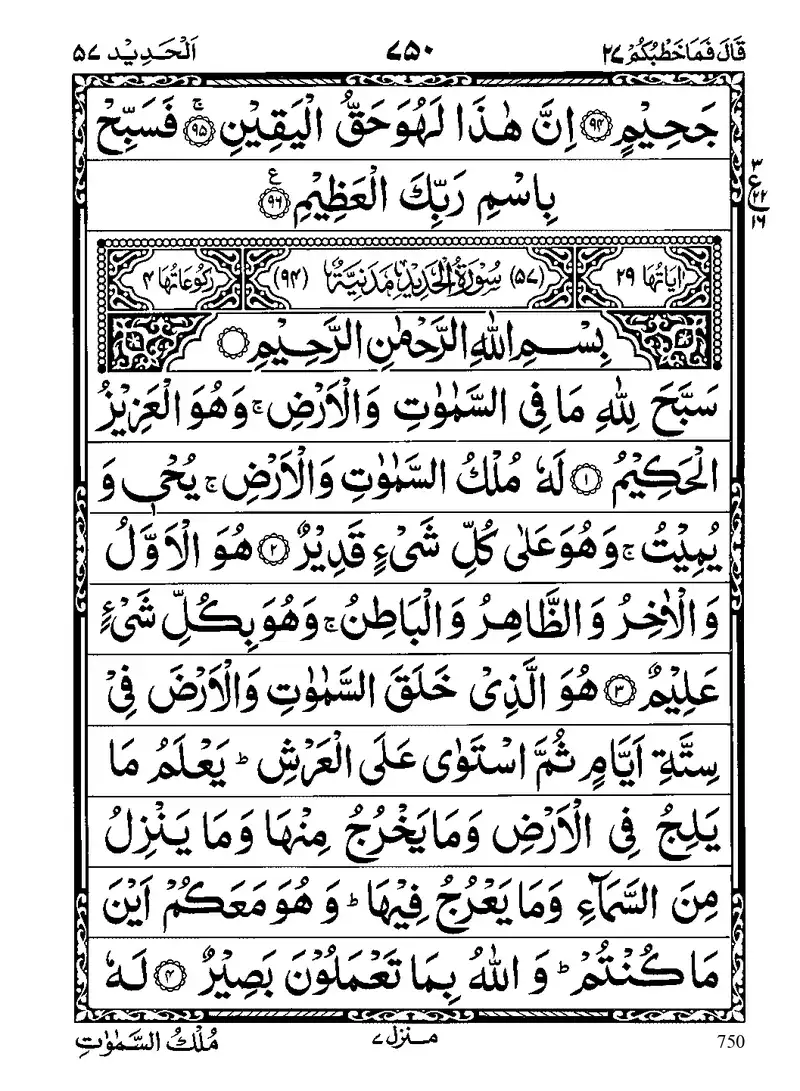 قَالَ فَمَا خَطْبُكُمْ ٢٧ ٧٥٠ اَلْحَدِیْد ٥٧
جَحِیْمٍ ﴿٩٤﴾ اِنَّ هٰذَا لَهُوَ حَقُّ الْیَقِیْنِ ۚ ﴿٩٥﴾ فَسَبِّحْ
بِاسْمِ رَبِّكَ الْعَظِیْمِ ﴿٩٦﴾ ع
٣
ع
٢٢
١٦
اٰیَاتُهَا ٢٩ (٥٧) سُوْرَةُ الْحَدِیْدِ مَدَنِیَّةٌ (٩٤) رُكُوْعَاتُهَا ٤
بِسْمِ اللّٰهِ الرَّحْمٰنِ الرَّحِیْمِ
سَبَّحَ لِلّٰهِ مَا فِی السَّمٰوٰتِ وَالْاَرْضِ ۚ وَهُوَ الْعَزِیْزُ
الْحَكِیْمُ ﴿١﴾ لَهٗ مُلْكُ السَّمٰوٰتِ وَالْاَرْضِ ۚ یُحْیٖ وَ
یُمِیْتُ ۚ وَهُوَ عَلٰی كُلِّ شَیْءٍ قَدِیْرٌ ﴿٢﴾ هُوَ الْاَوَّلُ
وَالْاٰخِرُ وَالظَّاهِرُ وَالْبَاطِنُ ۚ وَهُوَ بِكُلِّ شَیْءٍ
عَلِیْمٌ ﴿٣﴾ هُوَ الَّذِیْ خَلَقَ السَّمٰوٰتِ وَالْاَرْضَ فِیْ
سِتَّةِ اَیَّامٍ ثُمَّ اسْتَوٰی عَلَی الْعَرْشِ ؕ یَعْلَمُ مَا
یَلِجُ فِی الْاَرْضِ وَمَا یَخْرُجُ مِنْهَا وَمَا یَنْزِلُ
مِنَ السَّمَآءِ وَمَا یَعْرُجُ فِیْهَا ؕ وَ هُوَ مَعَكُمْ اَیْنَ
مَا كُنْتُمْ ؕ وَ اللّٰهُ بِمَا تَعْمَلُوْنَ بَصِیْرٌ ﴿٤﴾ لَهٗ
750 منزل ٧ مُلْكُ السَّمٰوٰتِ